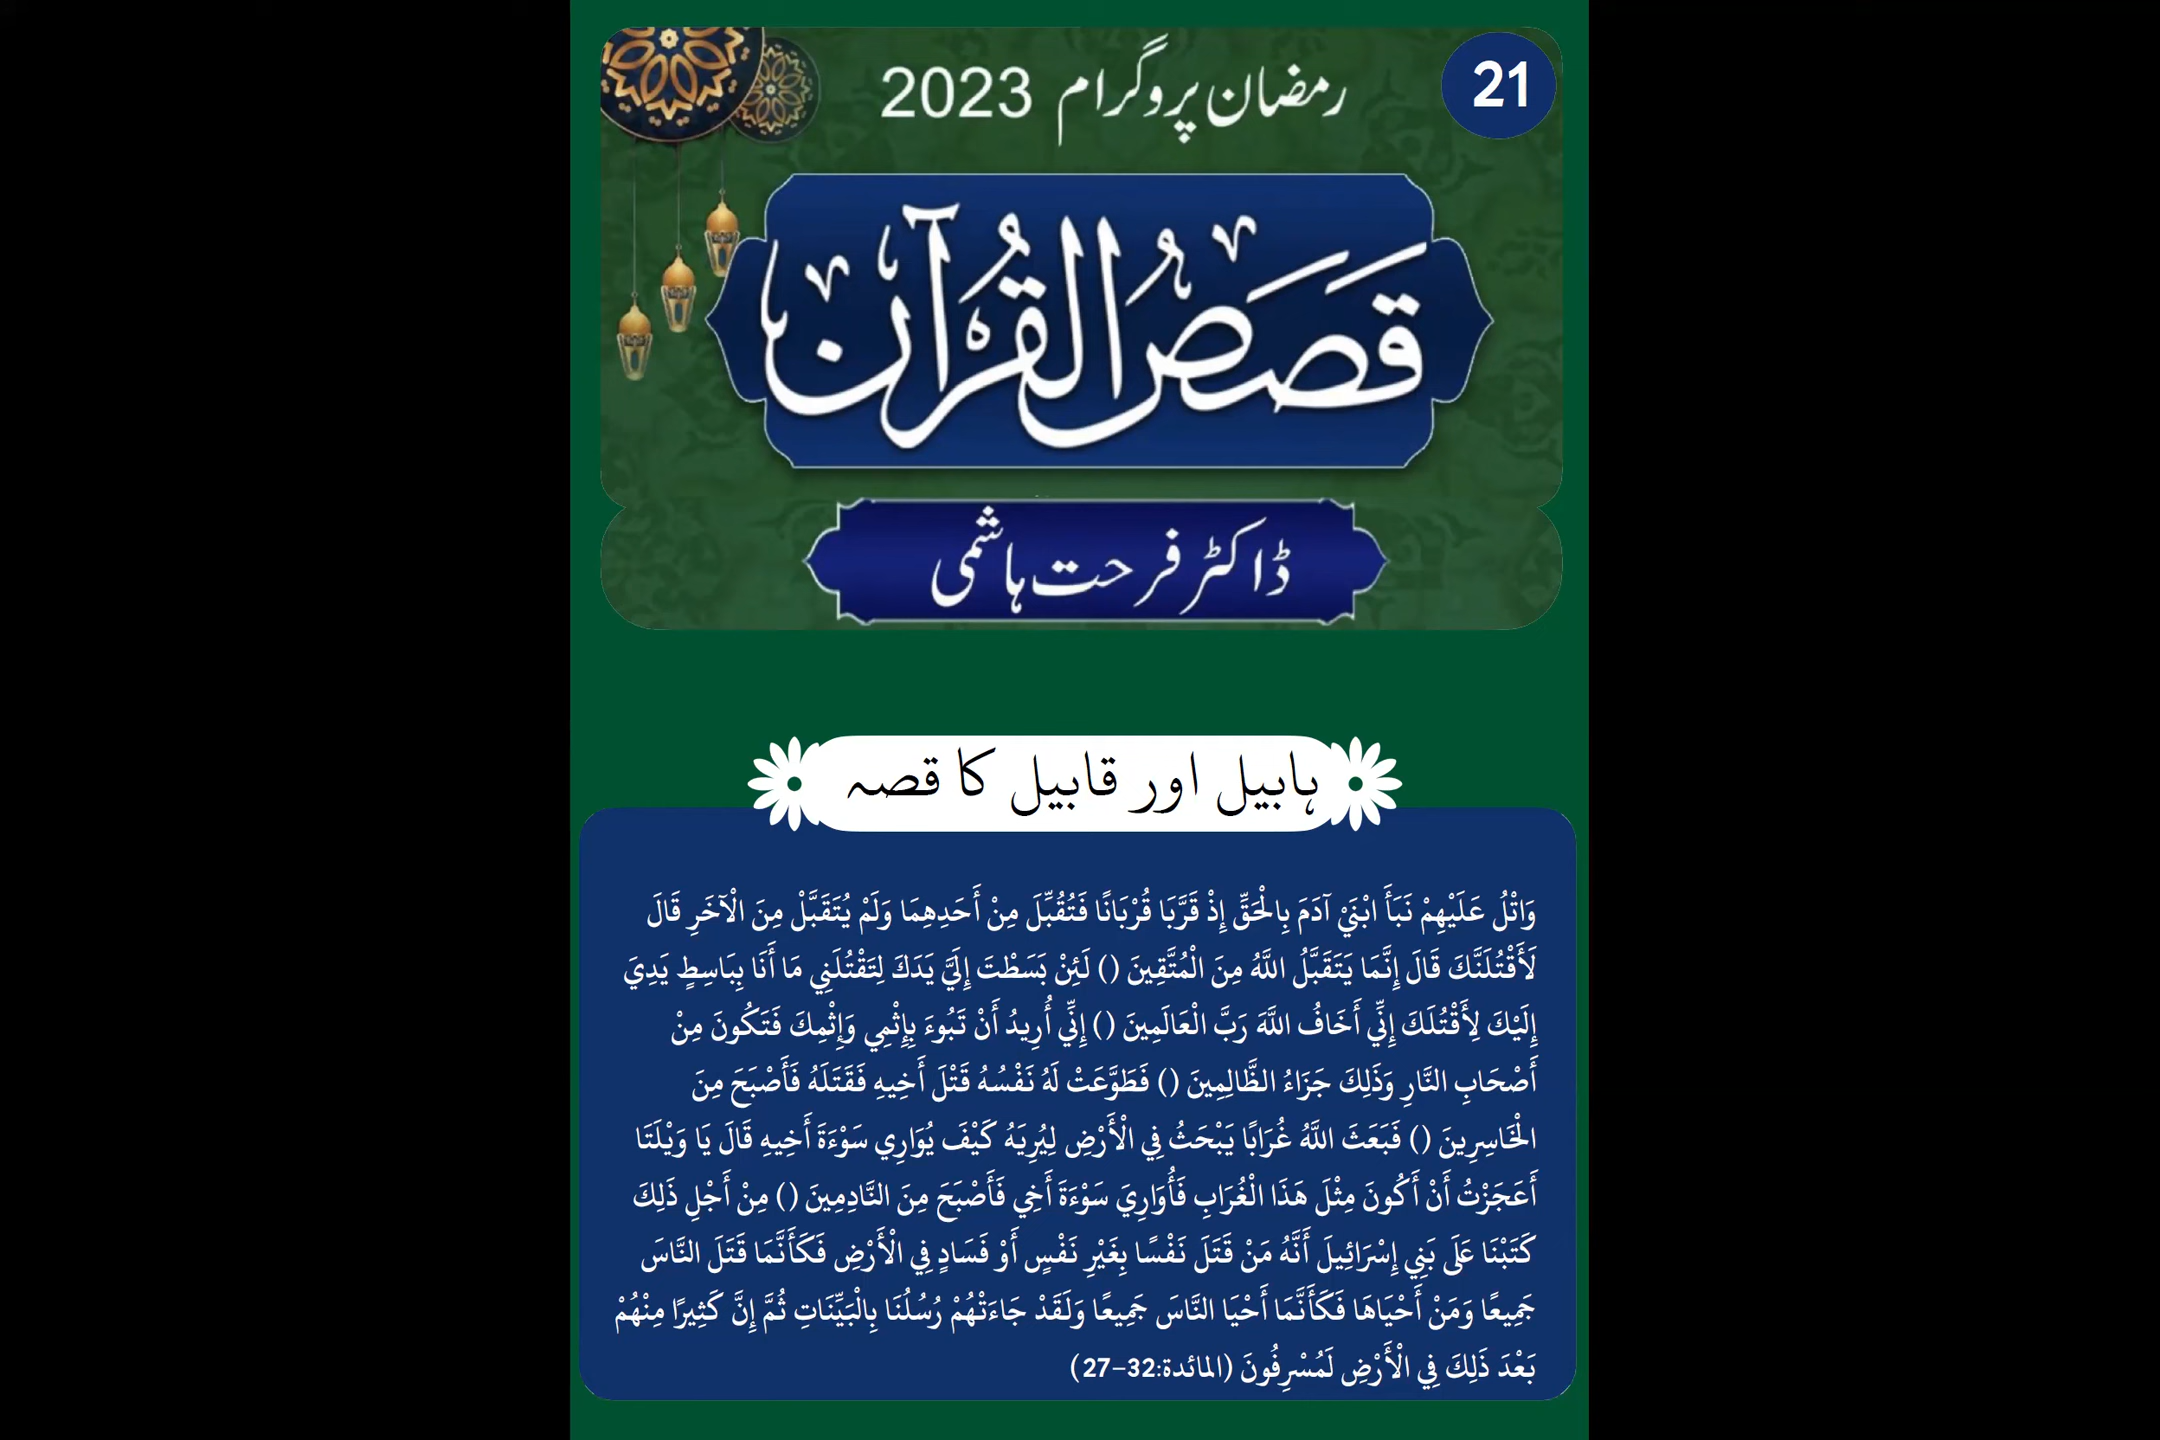 رمضان پروگرام 2023
21
قَصَصُ الْقُرْآن
ڈاکٹر فرحت ہاشمی
ہابیل اور قابیل کا قصہ
وَاتْلُ عَلَيْهِمْ نَبَأَ ابْنَيْ آدَمَ بِالْحَقِّ إِذْ قَرَّبَا قُرْبَانًا فَتُقُبِّلَ مِنْ أَحَدِهِمَا وَلَمْ يُتَقَبَّلْ مِنَ الْآخَرِ قَالَ
لَأَقْتُلَنَّكَ قَالَ إِنَّمَا يَتَقَبَّلُ اللَّهُ مِنَ الْمُتَّقِينَ () لَئِنْ بَسَطْتَ إِلَيَّ يَدَكَ لِتَقْتُلَنِي مَا أَنَا بِبَاسِطٍ يَدِيَ
إِلَيْكَ لِأَقْتُلَكَ إِنِّي أَخَافُ اللَّهَ رَبَّ الْعَالَمِينَ () إِنِّي أُرِيدُ أَنْ تَبُوءَ بِإِثْمِي وَإِثْمِكَ فَتَكُونَ مِنْ
أَصْحَابِ النَّارِ وَذَلِكَ جَزَاءُ الظَّالِمِينَ () فَطَوَّعَتْ لَهُ نَفْسُهُ قَتْلَ أَخِيهِ فَقَتَلَهُ فَأَصْبَحَ مِنَ
الْخَاسِرِينَ () فَبَعَثَ اللَّهُ غُرَابًا يَبْحَثُ فِي الْأَرْضِ لِيُرِيَهُ كَيْفَ يُوَارِي سَوْءَةَ أَخِيهِ قَالَ يَا وَيْلَتَا
أَعَجَزْتُ أَنْ أَكُونَ مِثْلَ هَذَا الْغُرَابِ فَأُوَارِيَ سَوْءَةَ أَخِي فَأَصْبَحَ مِنَ النَّادِمِينَ () مِنْ أَجْلِ ذَلِكَ
كَتَبْنَا عَلَى بَنِي إِسْرَائِيلَ أَنَّهُ مَنْ قَتَلَ نَفْسًا بِغَيْرِ نَفْسٍ أَوْ فَسَادٍ فِي الْأَرْضِ فَكَأَنَّمَا قَتَلَ النَّاسَ
جَمِيعًا وَمَنْ أَحْيَاهَا فَكَأَنَّمَا أَحْيَا النَّاسَ جَمِيعًا وَلَقَدْ جَاءَتْهُمْ رُسُلُنَا بِالْبَيِّنَاتِ ثُمَّ إِنَّ كَثِيرًا مِنْهُمْ
بَعْدَ ذَلِكَ فِي الْأَرْضِ لَمُسْرِفُونَ (المائدة:32-27)